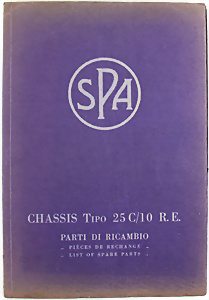 SPA
CHASSIS TIPO 25 C/10 R.E.
PARTI DI RICAMBIO
„ PIÈCES DE RECHANGE „
„ LIST OF SPARE PARTS „